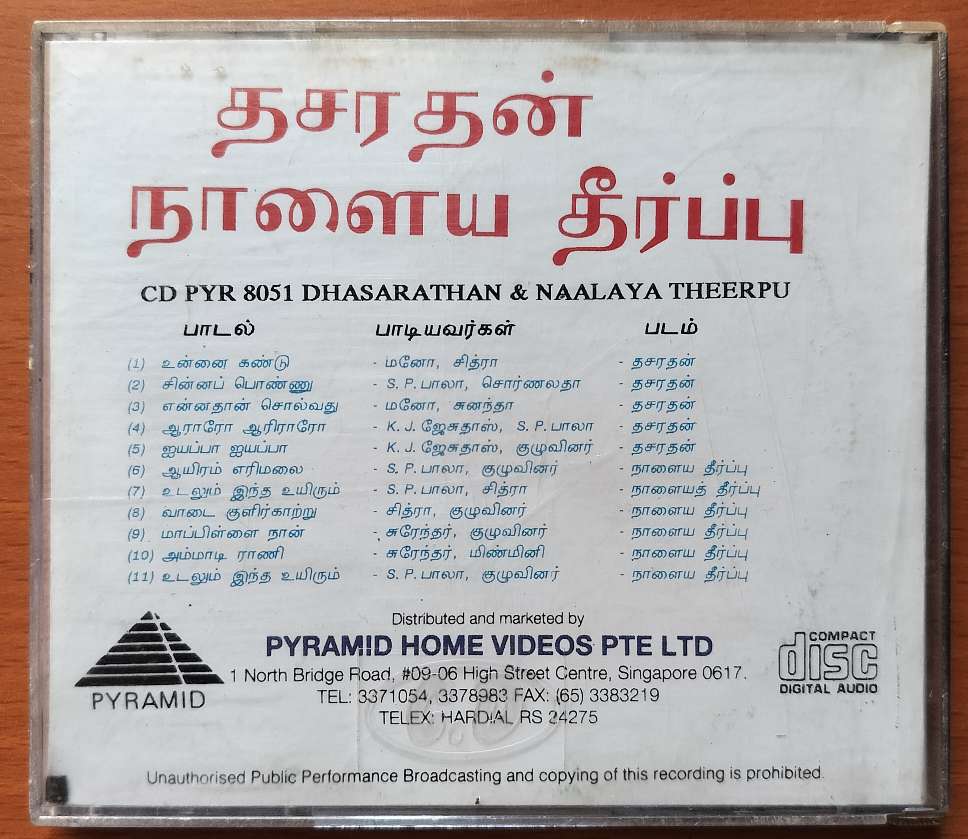 தசரதன்
நாளைய தீர்ப்பு
CD PYR 8051 DHASARATHAN & NAALAYA THEERPU
பாடல் பாடியவர்கள் படம்
(1) உன்னை கண்டு - மனோ, சித்ரா - தசரதன்
(2) சின்னப் பொண்ணு - S. P. பாலா, சொர்ணலதா - தசரதன்
(3) என்னதான் சொல்வது - மனோ, சுனந்தா - தசரதன்
(4) ஆராரோ ஆரிராரோ - K. J. ஜேசுதாஸ், S. P. பாலா - தசரதன்
(5) ஐயப்பா ஐயப்பா - K. J. ஜேசுதாஸ், குழுவினர் - தசரதன்
(6) ஆயிரம் எரிமலை - S. P. பாலா, குழுவினர் - நாளைய தீர்ப்பு
(7) உடலும் இந்த உயிரும் - S. P. பாலா, சித்ரா - நாளையத் தீர்ப்பு
(8) வாடை குளிர்காற்று - சித்ரா, குழுவினர் - நாளைய தீர்ப்பு
(9) மாப்பிள்ளை நான் - சுரேந்தர், குழுவினர் - நாளைய தீர்ப்பு
(10) அம்மாடி ராணி - சுரேந்தர், மிண்மினி - நாளைய தீர்ப்பு
(11) உடலும் இந்த உயிரும் - S. P. பாலா, குழுவினர் - நாளைய தீர்ப்பு
Distributed and marketed by
PYRAMID HOME VIDEOS PTE LTD
1 North Bridge Road, #09-06 High Street Centre, Singapore 0617.
TEL: 3371054, 3378983 FAX: (65) 3383219
TELEX: HARDIAL RS 24275
PYRAMID
COMPACT
disc
DIGITAL AUDIO
Unauthorised Public Performance Broadcasting and copying of this recording is prohibited.